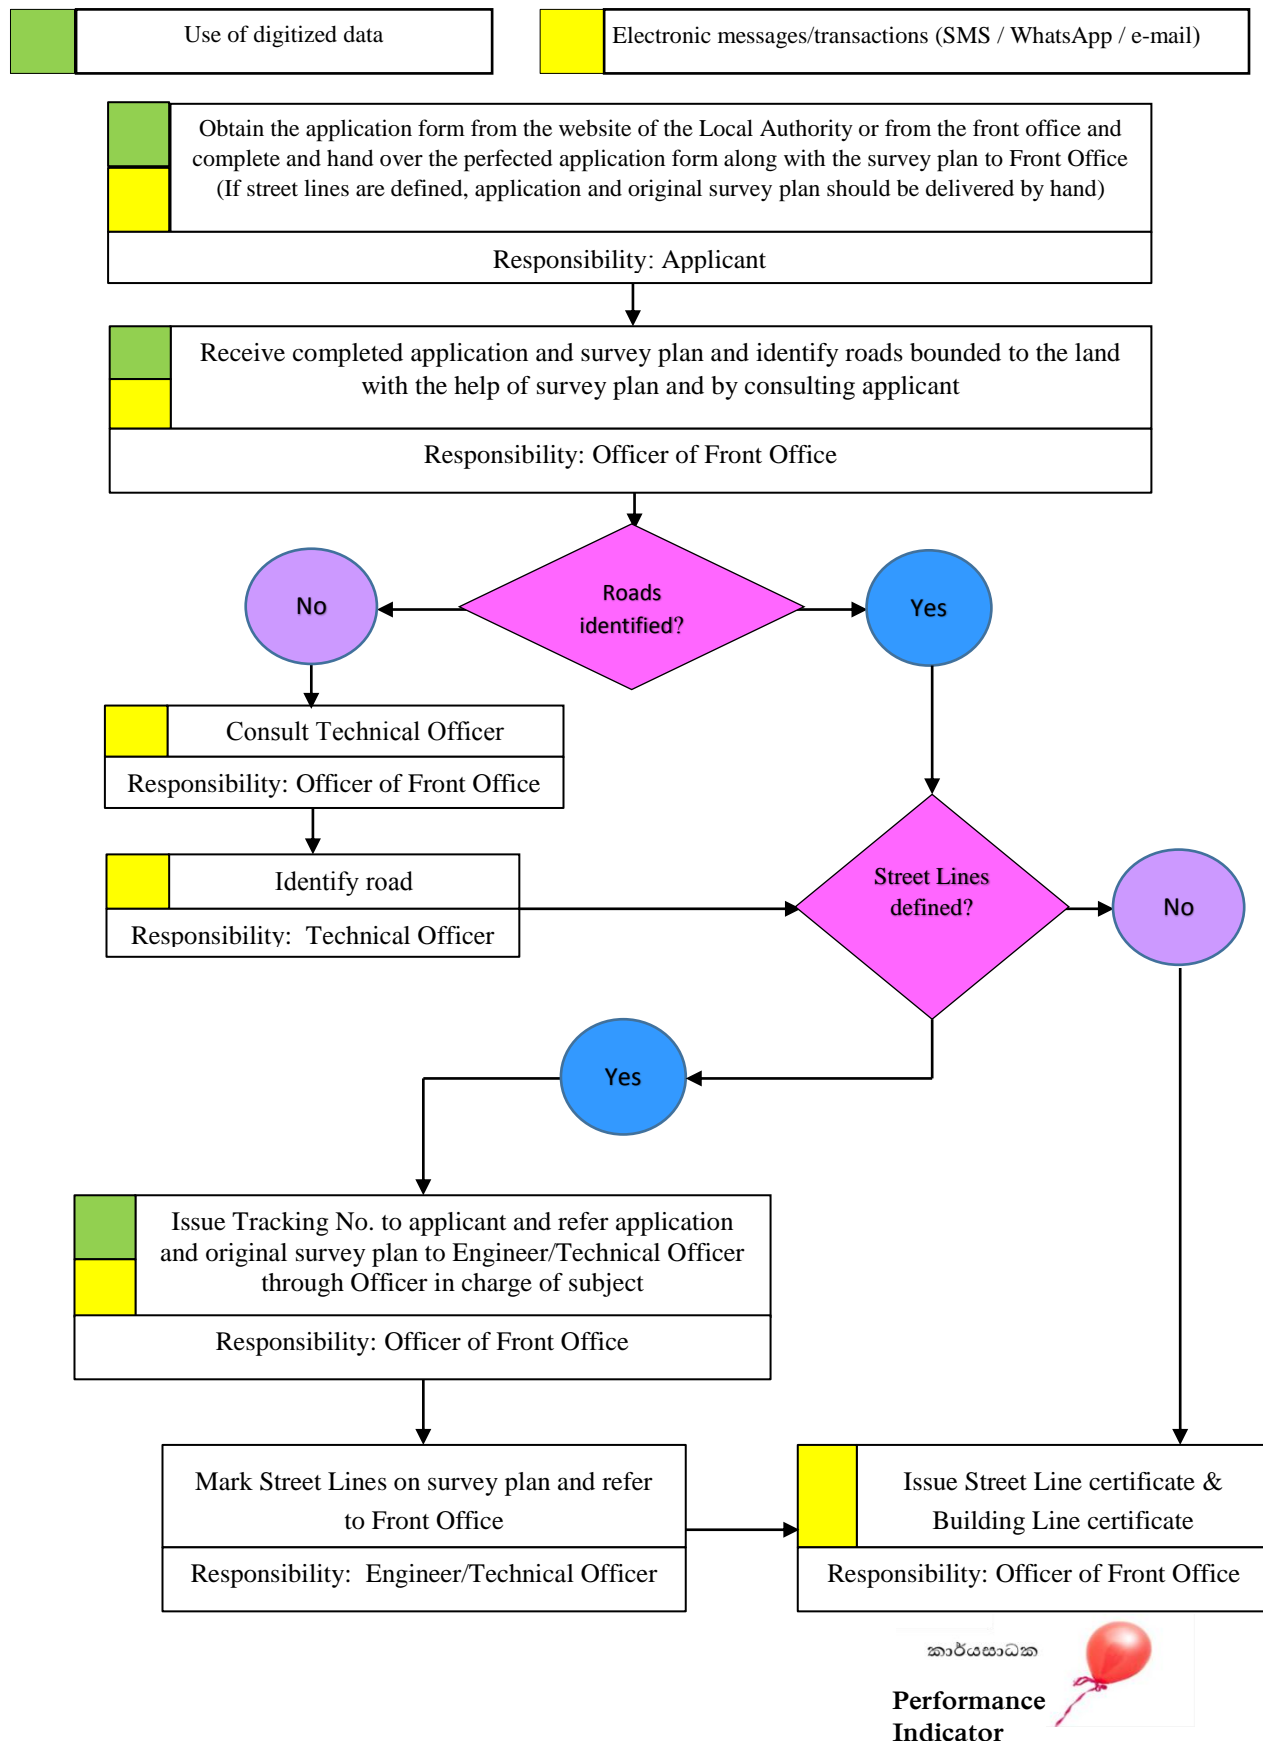 Use of digitized data
Electronic messages/transactions (SMS / WhatsApp / e-mail)
Obtain the application form from the website of the Local Authority or from the front office and
complete and hand over the perfected application form along with the survey plan to Front Office
(If street lines are defined, application and original survey plan should be delivered by hand)
Responsibility: Applicant
Receive completed application and survey plan and identify roads bounded to the land
with the help of survey plan and by consulting applicant
Responsibility: Officer of Front Office
Roads
identified?
No
Yes
Consult Technical Officer
Responsibility: Officer of Front Office
Identify road
Responsibility: Technical Officer
Street Lines
defined?
No
Yes
Issue Tracking No. to applicant and refer application
and original survey plan to Engineer/Technical Officer
through Officer in charge of subject
Responsibility: Officer of Front Office
Mark Street Lines on survey plan and refer
to Front Office
Responsibility: Engineer/Technical Officer
Issue Street Line certificate &
Building Line certificate
Responsibility: Officer of Front Office
කාර්යසාධක
Performance
Indicator